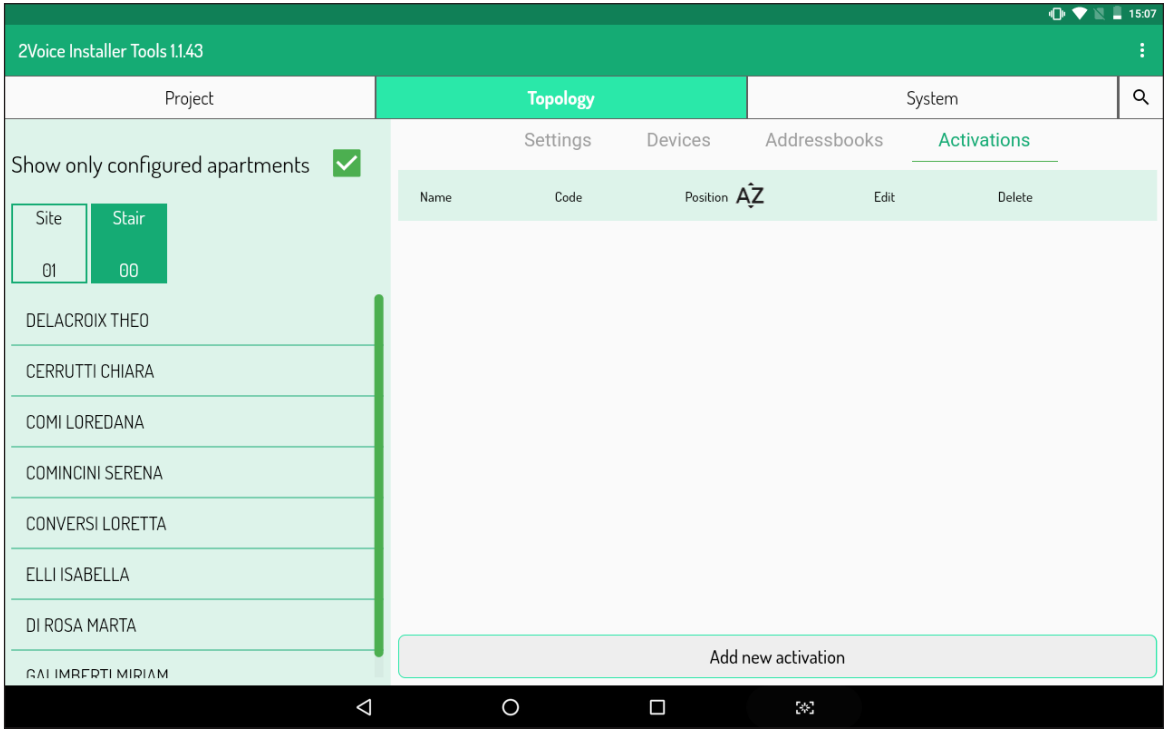 15:07
2Voice Installer Tools 1.1.43
Project Topology System
Settings Devices Addressbooks Activations
Show only configured apartments
Name Code Position AZ Edit Delete
Site Stair
01 00
DELACROIX THEO
CERRUTTI CHIARA
COMI LOREDANA
COMINCINI SERENA
CONVERSI LORETTA
ELLI ISABELLA
DI ROSA MARTA
GALIMBERTI MIRIAM
Add new activation